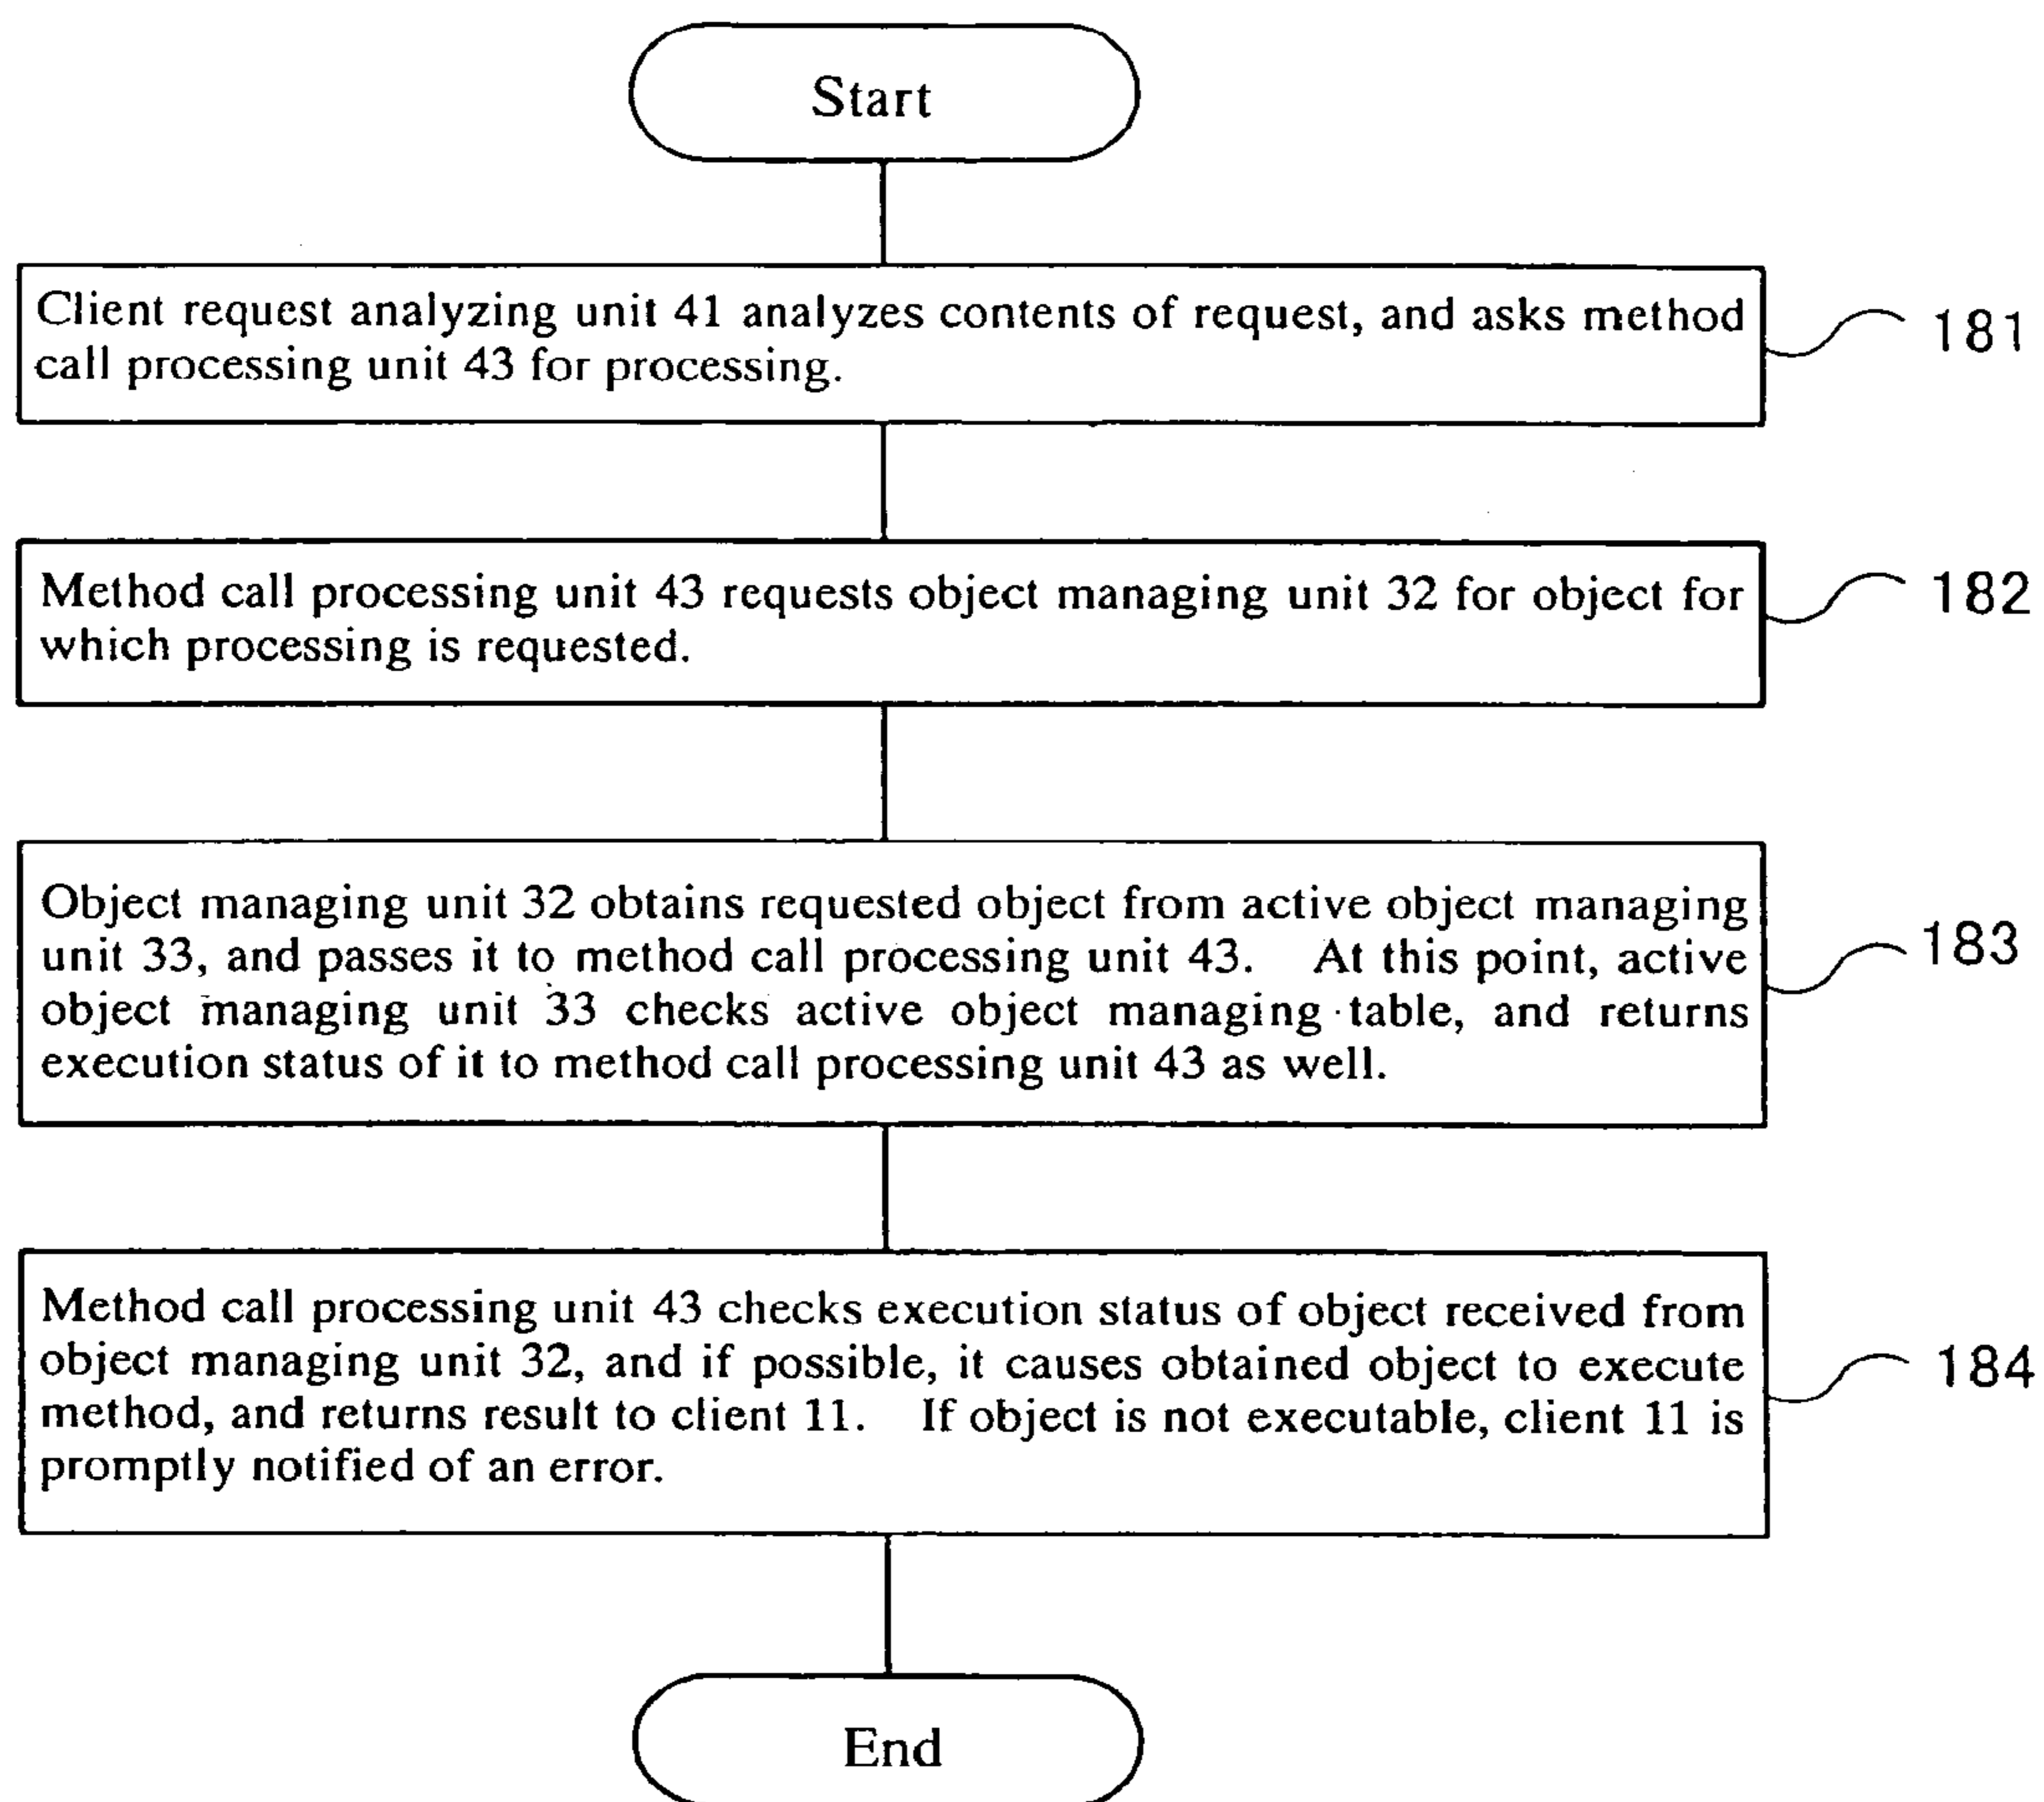 Start
Client request analyzing unit 41 analyzes contents of request, and asks method
call processing unit 43 for processing.
181
Method call processing unit 43 requests object managing unit 32 for object for
which processing is requested.
182
Object managing unit 32 obtains requested object from active object managing
unit 33, and passes it to method call processing unit 43. At this point, active
object managing unit 33 checks active object managing table, and returns
execution status of it to method call processing unit 43 as well.
183
Method call processing unit 43 checks execution status of object received from
object managing unit 32, and if possible, it causes obtained object to execute
method, and returns result to client 11. If object is not executable, client 11 is
promptly notified of an error.
184
End